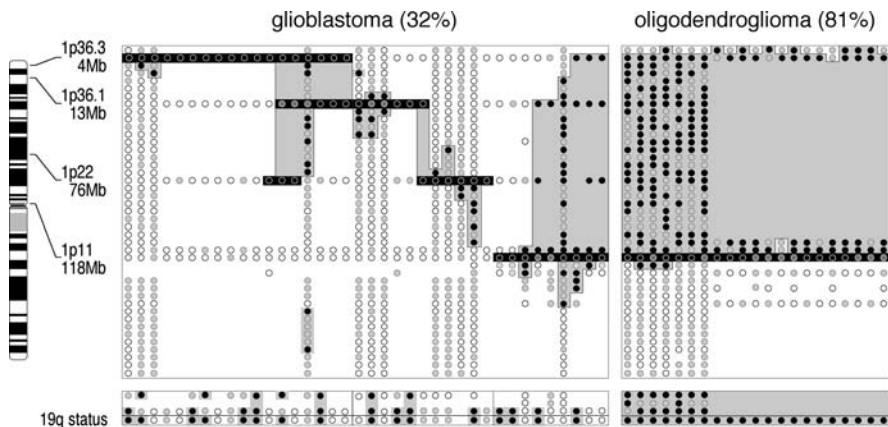 glioblastoma (32%)
oligodendroglioma (81%)
1p36.3
4Mb
1p36.1
13Mb
1p22
76Mb
1p11
118Mb
19q status